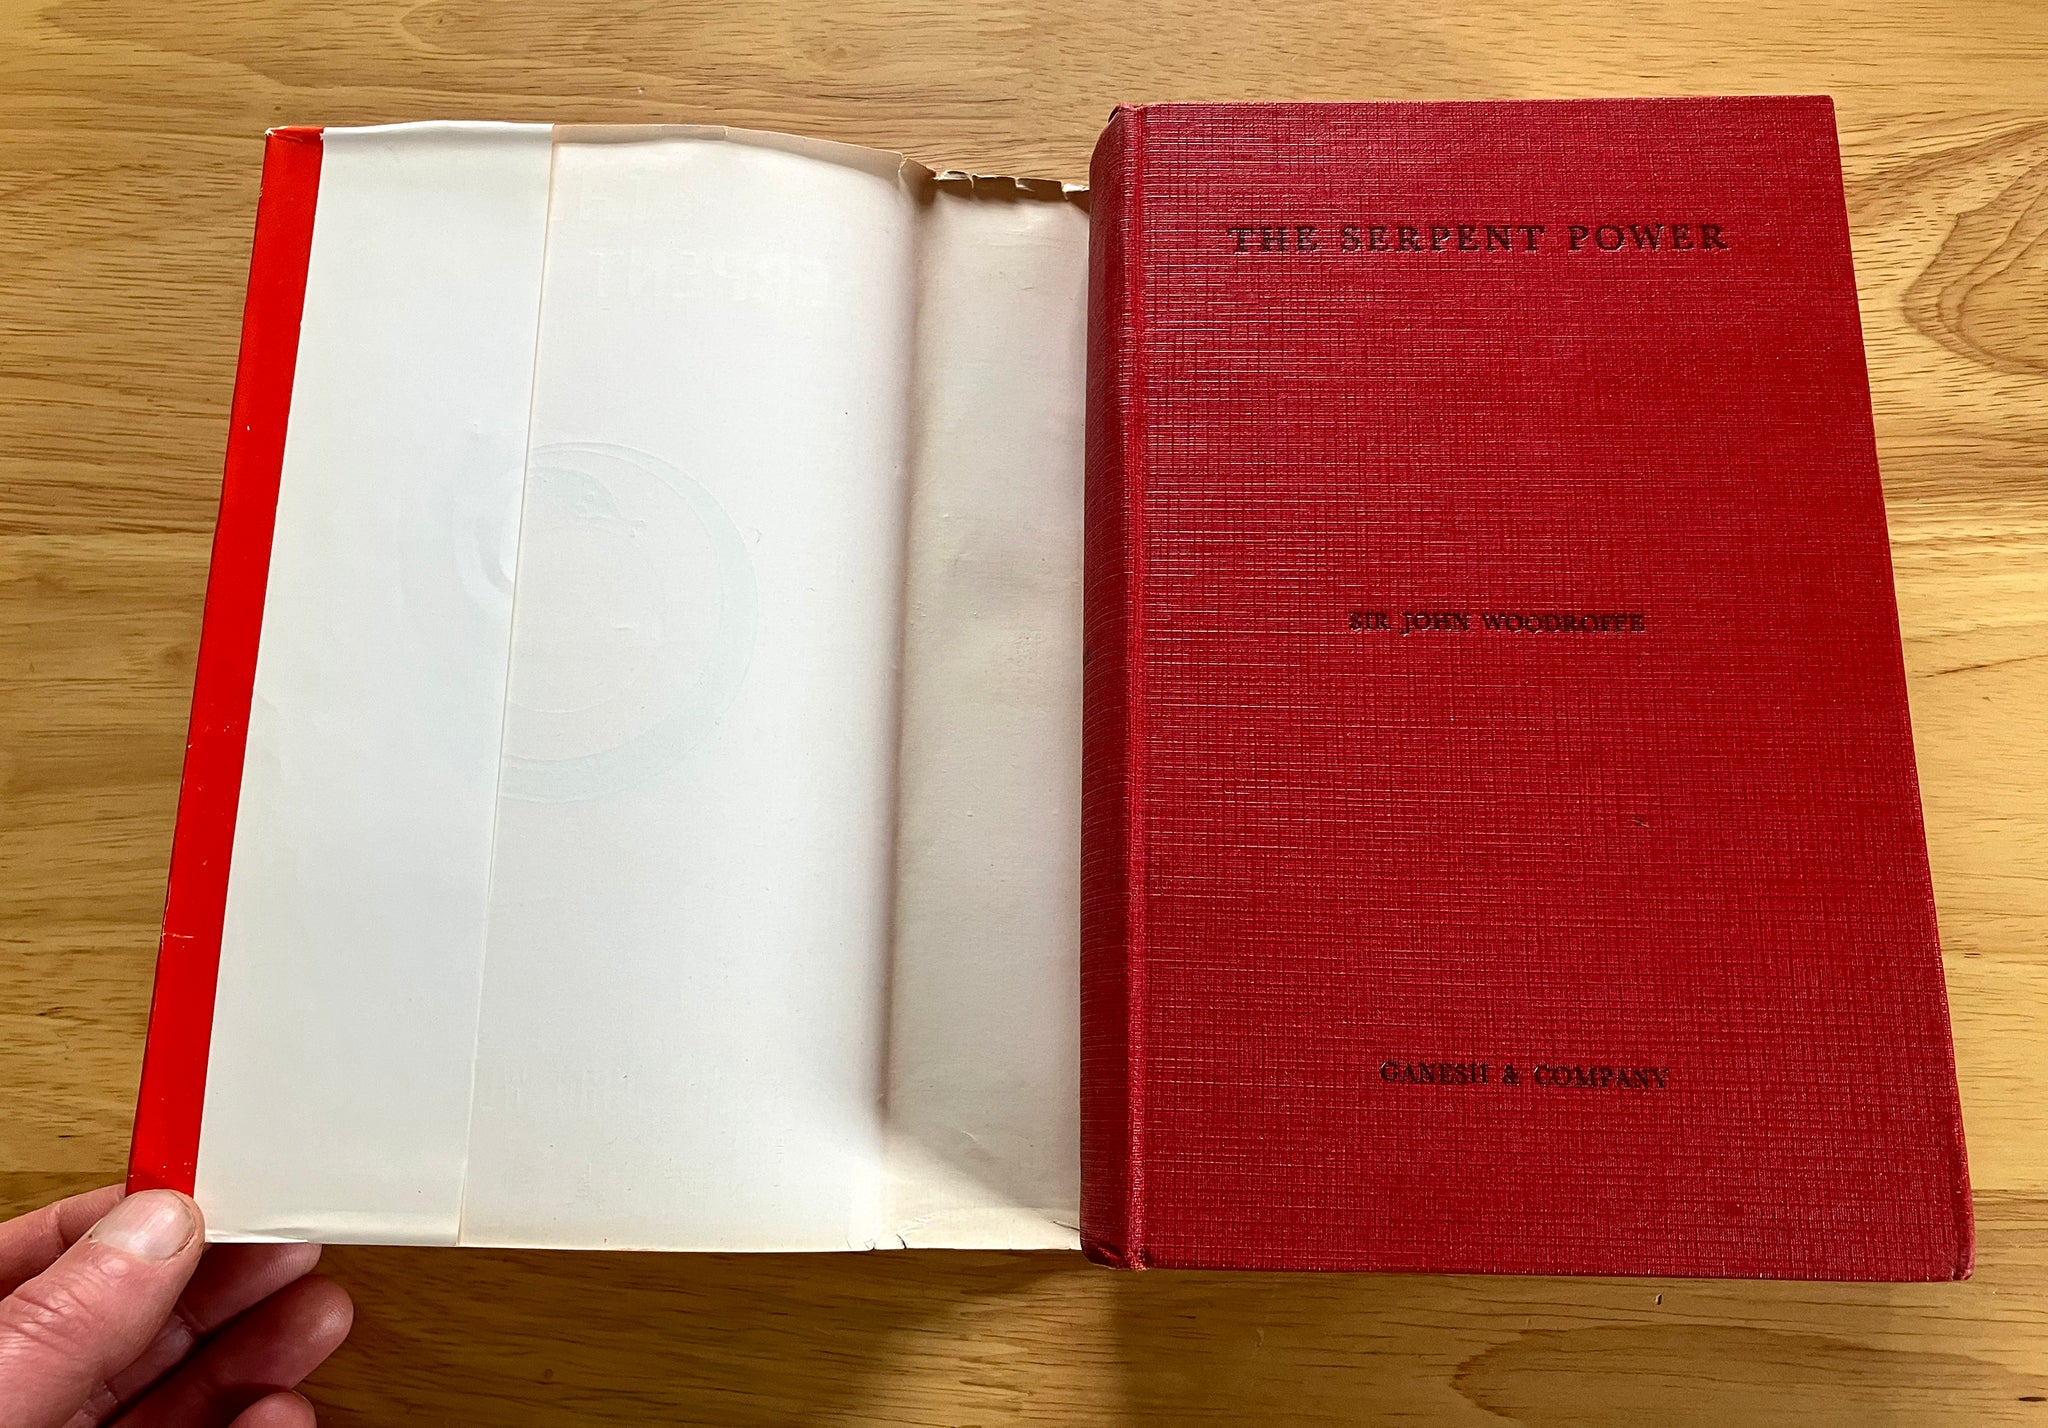 THE SERPENT POWER
SIR JOHN WOODROFFE
GANESH & COMPANY